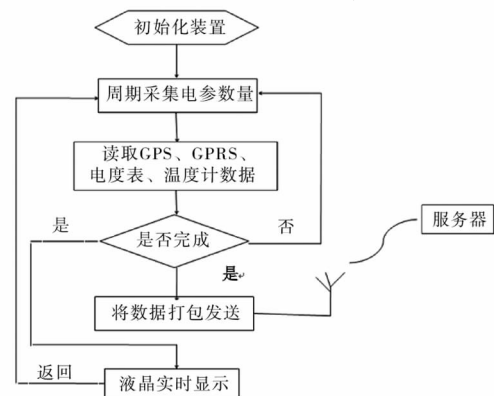 初始化装置
周期采集电参数量
读取GPS、GPRS、
电度表、温度计数据
是
是否完成
否
服务器
是
将数据打包发送
返回
液晶实时显示